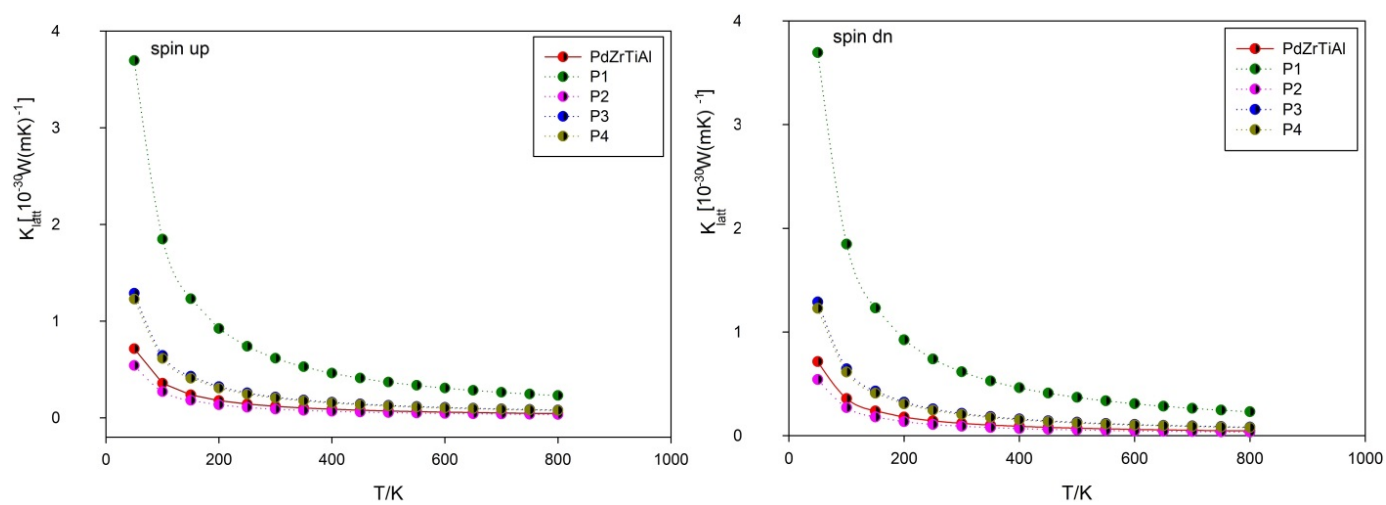 spin up
PdZrTiAl
P1
P2
P3
P4
4
3
2
1
0
K_latt[ 10^-30W(mK) ^-1]
0
200
400
600
800
1000
T/K
spin dn
PdZrTiAl
P1
P2
P3
P4
4
3
2
1
0
K_latt [10^-30W(mK) ^-1]
0
200
400
600
800
1000
T/K